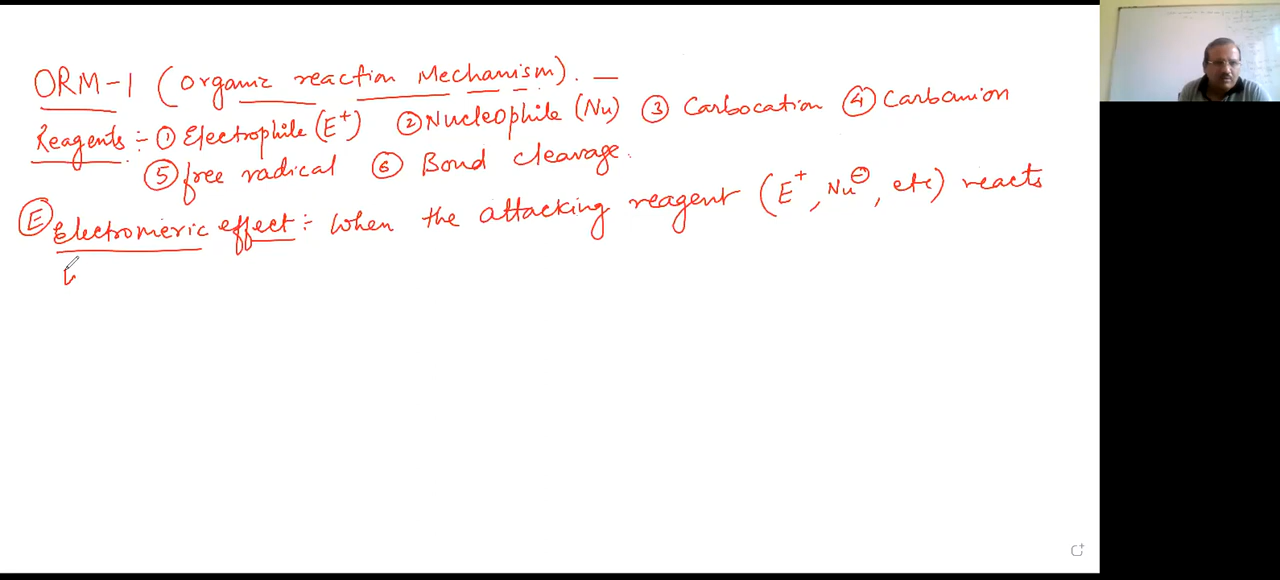 ORM-1 (Organic reaction Mechanism). —
Reagents :- ① Electrophile (E⁺) ② Nucleophile (Nu) ③ Carbocation ④ Carbanion
⑤ free radical ⑥ Bond cleavage.
Ⓔ Electromeric effect :- When the attacking reagent (E⁺, Nu⊖, etc) reacts